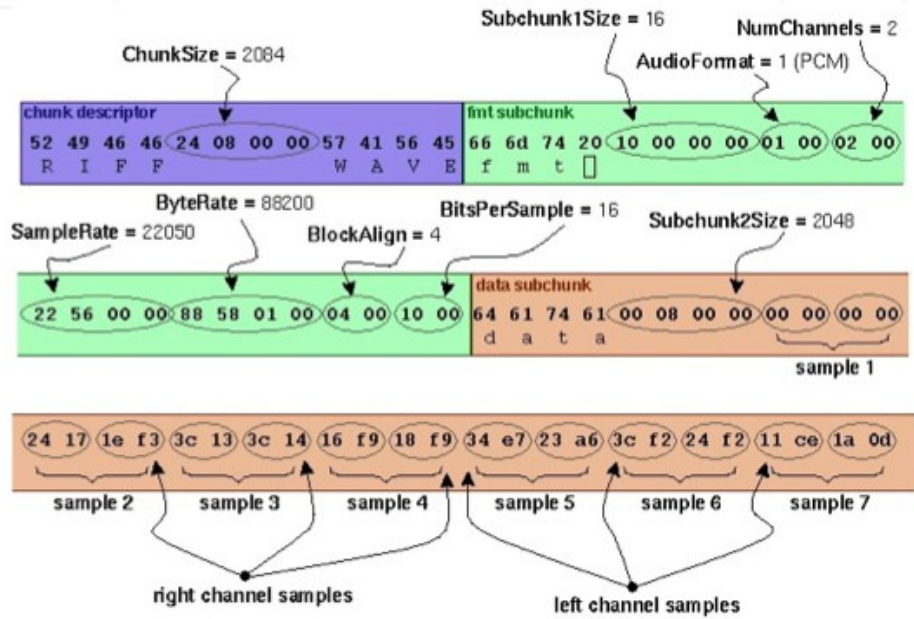 Subchunk1Size = 16
NumChannels = 2
ChunkSize = 2084
AudioFormat = 1 (PCM)
chunk descriptor fmt subchunk
52 49 46 46 24 08 00 00 57 41 56 45 66 6d 74 20 10 00 00 00 01 00 02 00
R I F F W A V E f m t
ByteRate = 88200
BitsPerSample = 16
SampleRate = 22050 BlockAlign = 4 Subchunk2Size = 2048
data subchunk
22 56 00 00 88 58 01 00 04 00 10 00 64 61 74 61 00 08 00 00 00 00 00 00
d a t a
sample 1
24 17 1e f3 3c 13 3c 14 16 f9 18 f9 34 e7 23 a6 3c f2 24 f2 11 ce 1a 0d
sample 2 sample 3 sample 4 sample 5 sample 6 sample 7
right channel samples left channel samples